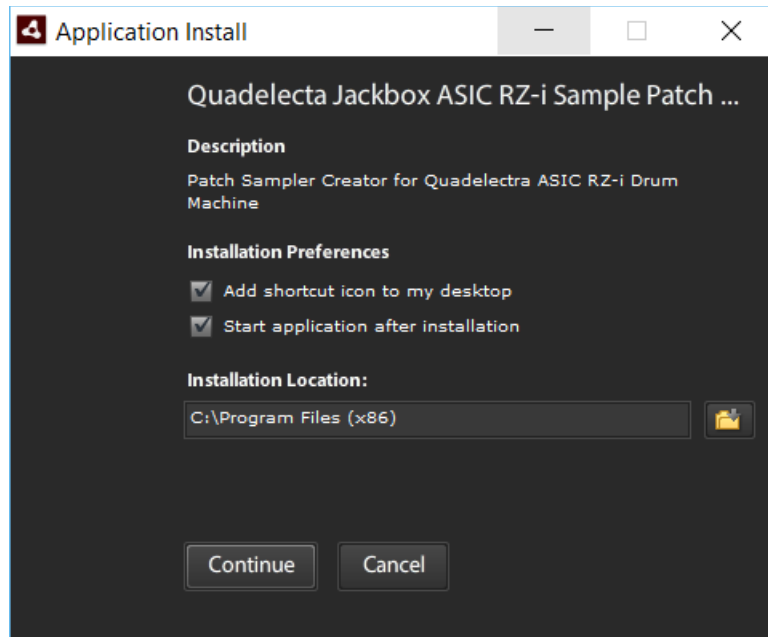 Application Install
Quadelecta Jackbox ASIC RZ-i Sample Patch ...
Description
Patch Sampler Creator for Quadelectra ASIC RZ-i Drum
Machine
Installation Preferences
Add shortcut icon to my desktop
Start application after installation
Installation Location:
C:\Program Files (x86)
Continue
Cancel